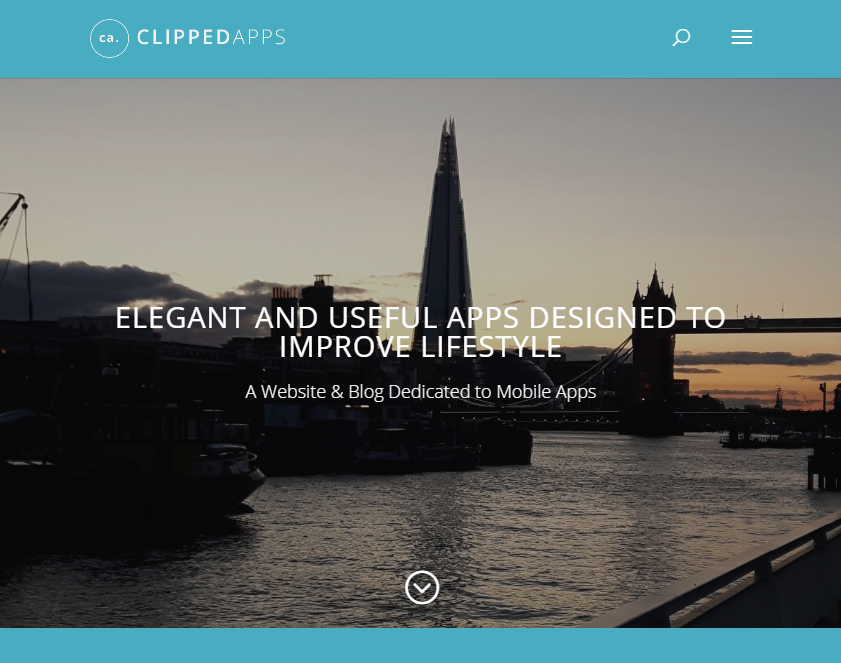 ca. CLIPPEDAPPS
ELEGANT AND USEFUL APPS DESIGNED TO
IMPROVE LIFESTYLE
A Website & Blog Dedicated to Mobile Apps